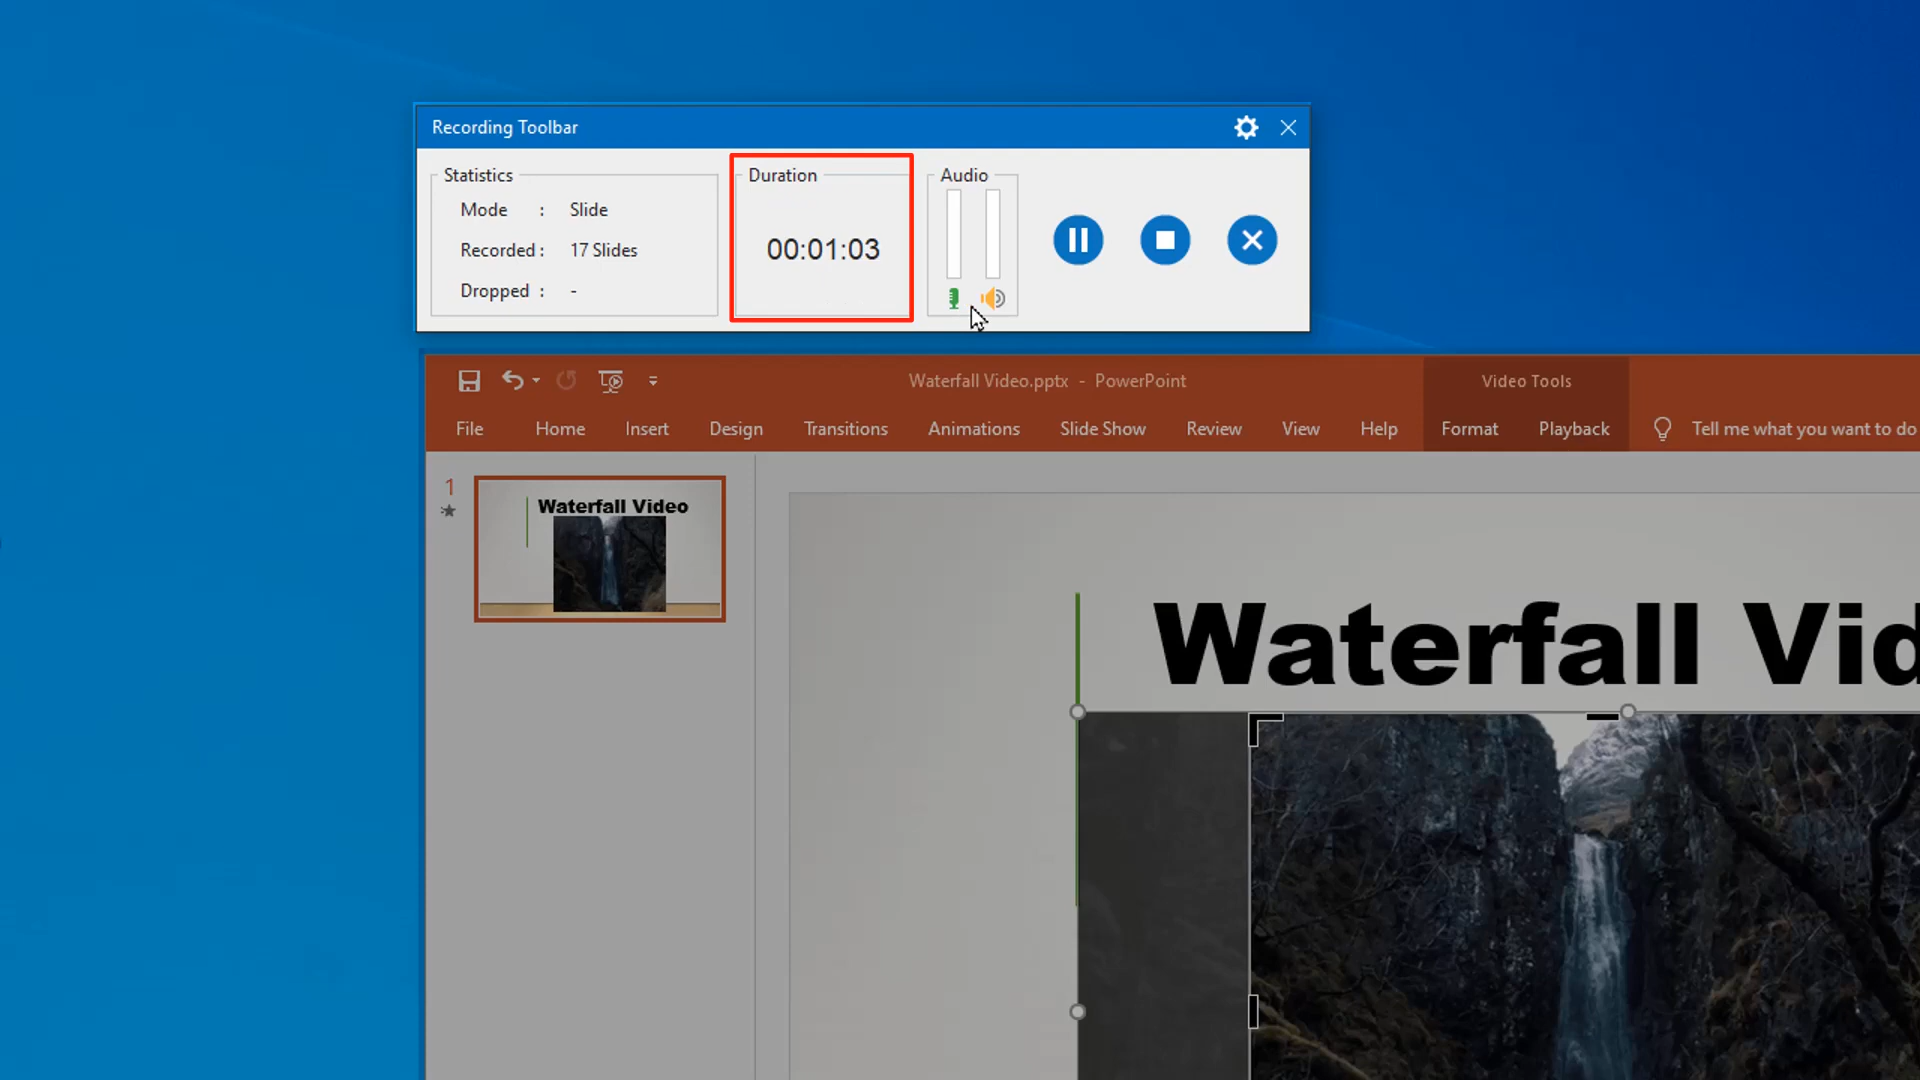 Recording Toolbar
Statistics
Mode : Slide
Recorded : 17 Slides
Dropped : -
Duration
00:01:03
Audio
Waterfall Video.pptx - PowerPoint
Video Tools
File Home Insert Design Transitions Animations Slide Show Review View Help Format Playback Tell me what you want to do
1
Waterfall Video
Waterfall Vid